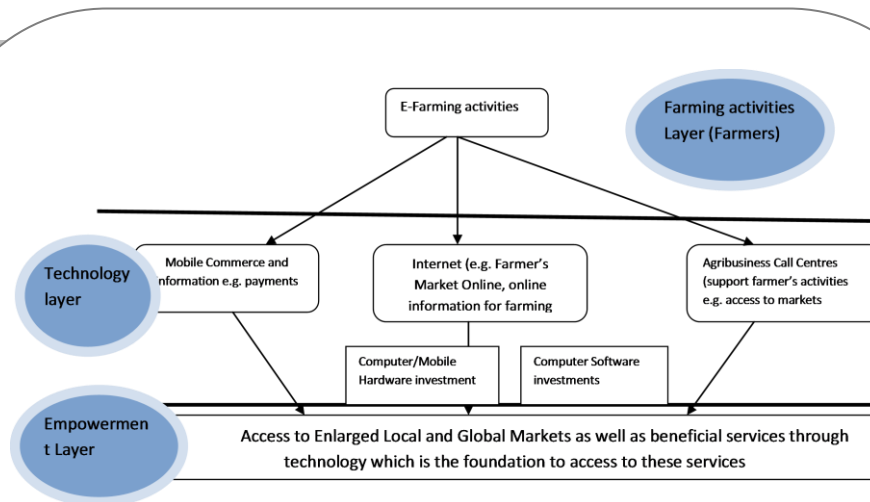 E-Farming activities
Farming activities
Layer (Farmers)
Technology
layer
Mobile Commerce and
information e.g. payments
Internet (e.g. Farmer's
Market Online, online
information for farming
Agribusiness Call Centres
(support farmer's activities
e.g. access to markets
Computer/Mobile
Hardware investment
Computer Software
investments
Empowermen
t Layer
Access to Enlarged Local and Global Markets as well as beneficial services through
technology which is the foundation to access to these services